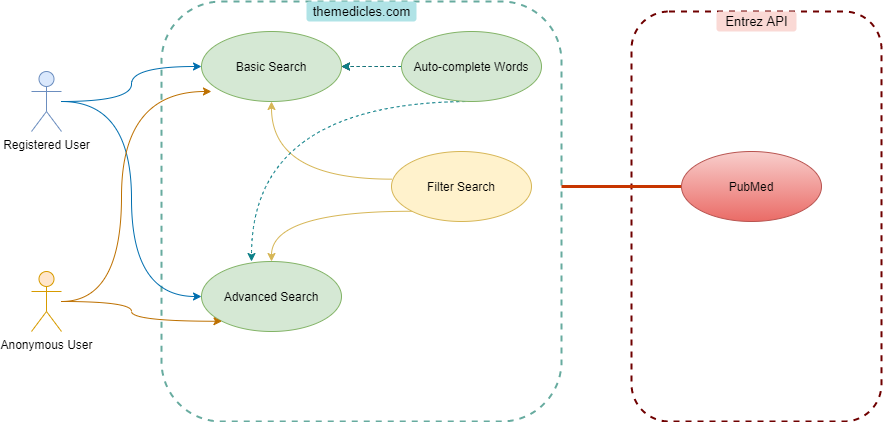 themedicles.com
Entrez API
Basic Search
Auto-complete Words
Registered User
Filter Search
PubMed
Advanced Search
Anonymous User